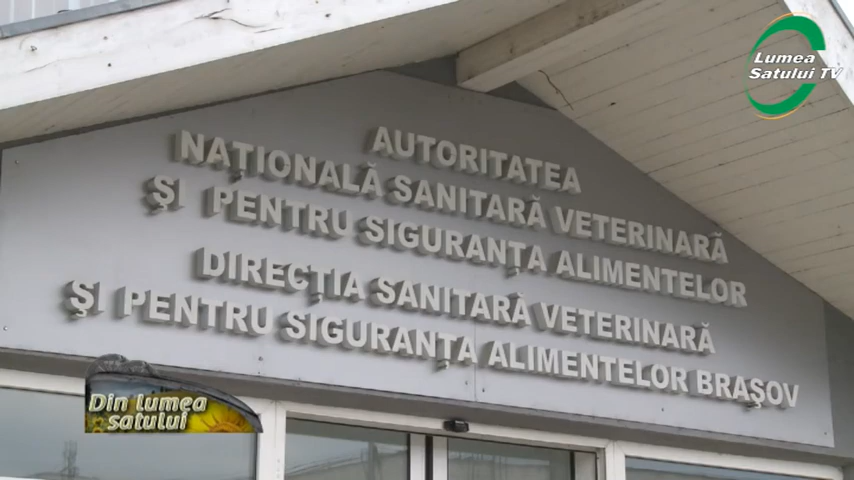 Lumea
Satului TV
AUTORITATEA
NAȚIONALĂ SANITARĂ VETERINARĂ
ȘI PENTRU SIGURANȚA ALIMENTELOR
DIRECȚIA SANITARĂ VETERINARĂ
ȘI PENTRU SIGURANȚA ALIMENTELOR BRAȘOV
Din lumea
satului